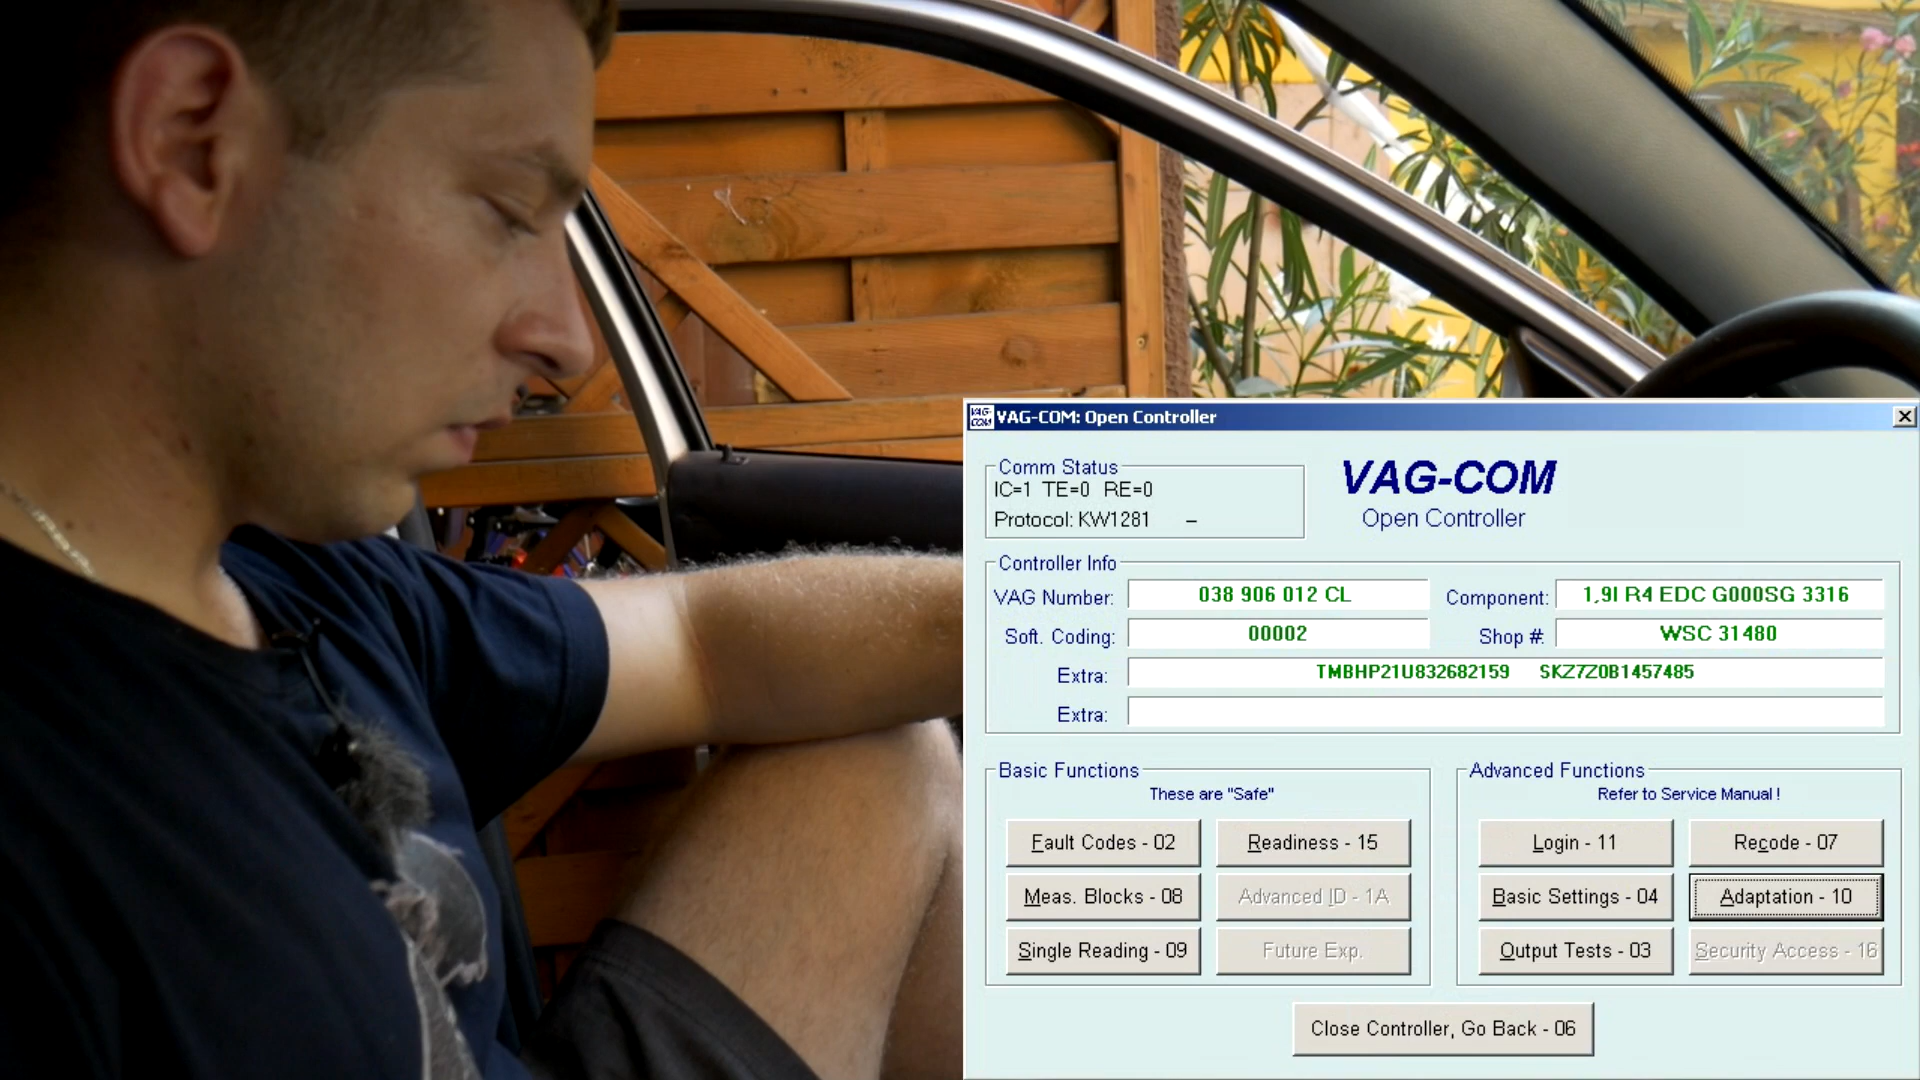 VAG-COM
VAG-COM: Open Controller
Comm Status
IC=1 TE=0 RE=0
Protocol: KW1281 –
VAG-COM
Open Controller
Controller Info
VAG Number: 038 906 012 CL Component: 1,9l R4 EDC G000SG 3316
Soft. Coding: 00002 Shop #: WSC 31480
Extra: TMBHP21U832682159 SKZ7Z0B1457485
Extra:
Basic Functions
These are "Safe"
Fault Codes - 02 Readiness - 15
Meas. Blocks - 08 Advanced ID - 1A
Single Reading - 09 Future Exp.
Advanced Functions
Refer to Service Manual !
Login - 11 Recode - 07
Basic Settings - 04 Adaptation - 10
Output Tests - 03 Security Access - 16
Close Controller, Go Back - 06